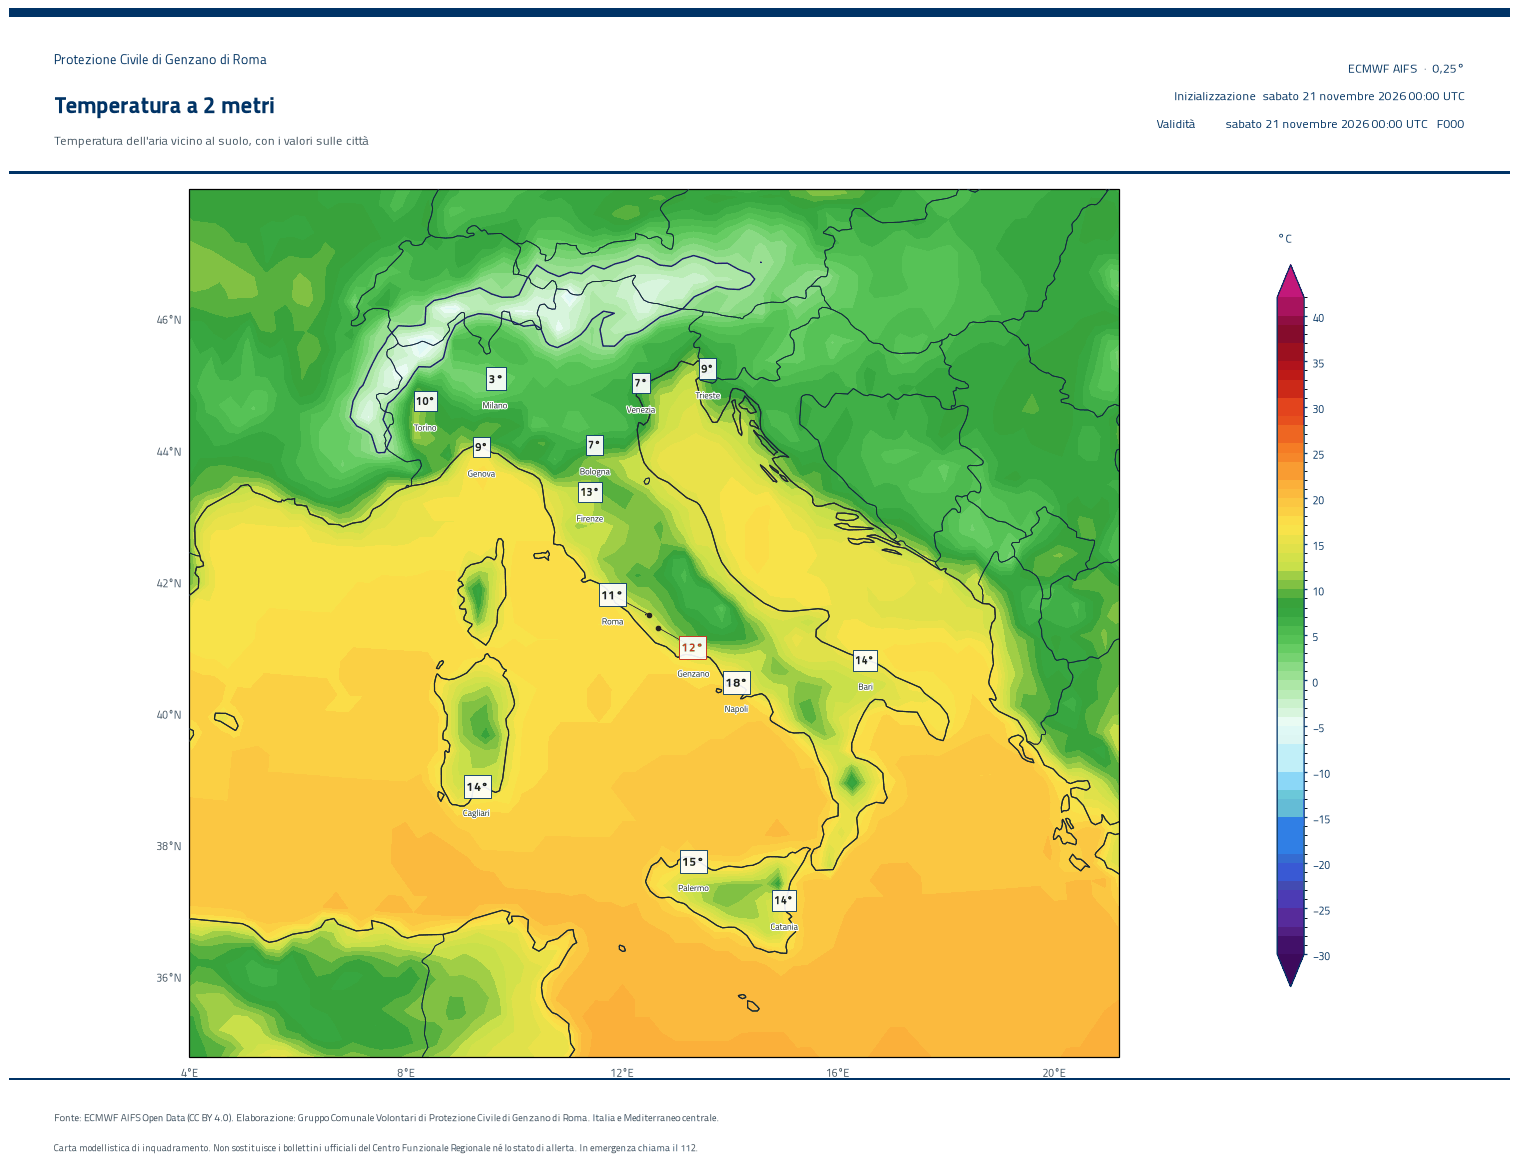 Protezione Civile di Genzano di Roma
Temperatura a 2 metri
Temperatura dell'aria vicino al suolo, con i valori sulle città
ECMWF AIFS · 0,25°
Inizializzazione sabato 21 novembre 2026 00:00 UTC
Validità sabato 21 novembre 2026 00:00 UTC F000
°C
40
35
30
25
20
15
10
5
0
−5
−10
−15
−20
−25
−30
46°N
44°N
42°N
40°N
38°N
36°N
4°E
8°E
12°E
16°E
20°E
9°
Trieste
3°
Milano
7°
Venezia
10°
Torino
9°
Genova
7°
Bologna
13°
Firenze
11°
Roma
12°
Genzano
14°
Bari
18°
Napoli
14°
Cagliari
15°
Palermo
14°
Catania
Fonte: ECMWF AIFS Open Data (CC BY 4.0). Elaborazione: Gruppo Comunale Volontari di Protezione Civile di Genzano di Roma. Italia e Mediterraneo centrale.
Carta modellistica di inquadramento. Non sostituisce i bollettini ufficiali del Centro Funzionale Regionale né lo stato di allerta. In emergenza chiama il 112.